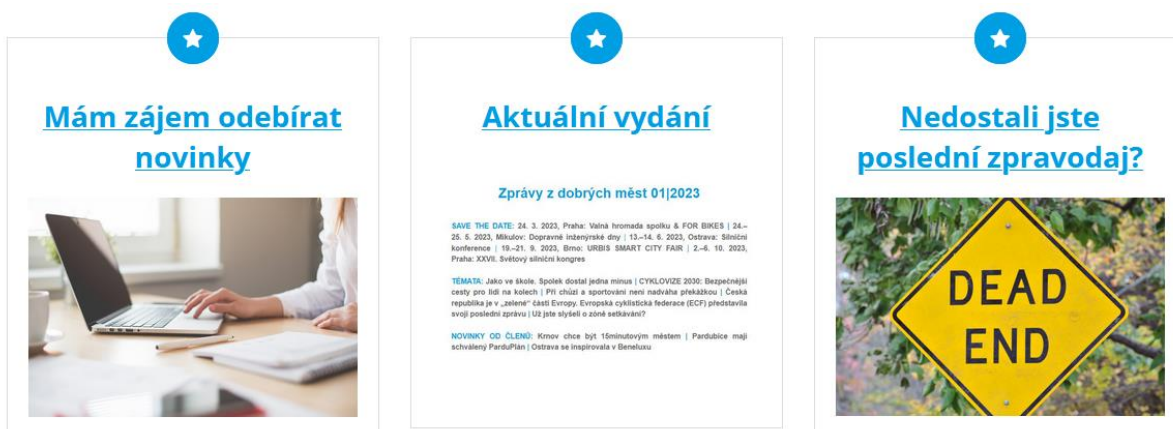 Mám zájem odebírat
novinky
Aktuální vydání
Zprávy z dobrých měst 01|2023
SAVE THE DATE: 24. 3. 2023, Praha: Valná hromada spolku & FOR BIKES | 24.–
25. 5. 2023, Mikulov: Dopravně inženýrské dny | 13.–14. 6. 2023, Ostrava: Silniční
konference | 19.–21. 9. 2023, Brno: URBIS SMART CITY FAIR | 2.–6. 10. 2023,
Praha: XXVII. Světový silniční kongres
TÉMATA: Jako ve škole. Spolek dostal jedna minus | CYKLOVIZE 2030: Bezpečnější
cesty pro lidi na kolech | Při chůzi a sportování není nadváha překážkou | Česká
republika je v „zelené“ části Evropy. Evropská cyklistická federace (ECF) představila
svoji poslední zprávu | Už jste slyšeli o zóně setkávání?
NOVINKY OD ČLENŮ: Krnov chce být 15minutovým městem | Pardubice mají
schválený ParduPlán | Ostrava se inspirovala v Beneluxu
Nedostali jste
poslední zpravodaj?
DEAD
END